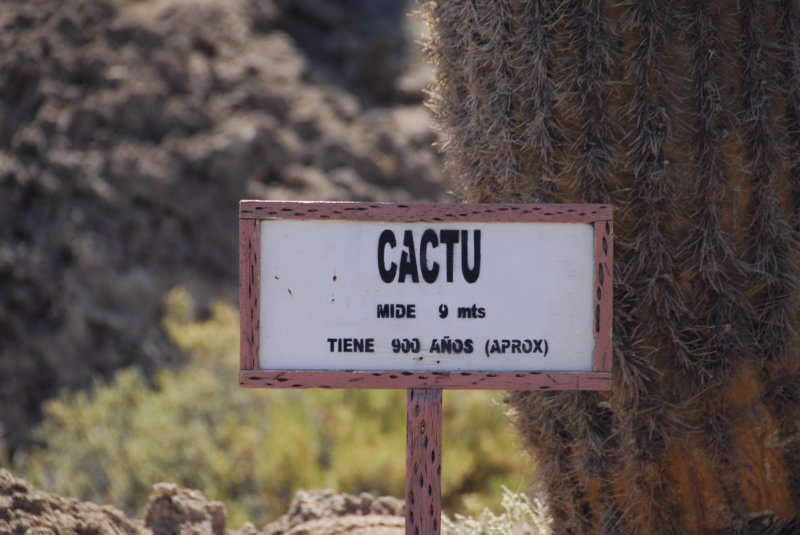 CACTU
MIDE 9 mts
TIENE 900 AÑOS (APROX)